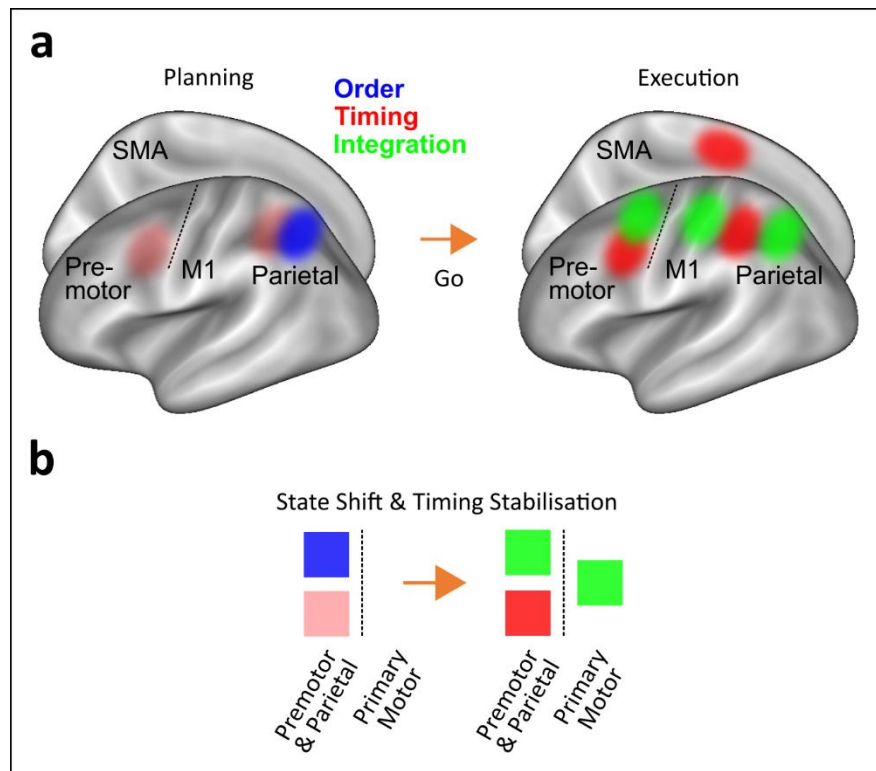 a
Planning
Execution
Order
Timing
Integration
SMA
Pre-
motor
M1
Parietal
Go
SMA
Pre-
motor
M1
Parietal
b
State Shift & Timing Stabilisation
Premotor
& Parietal
Primary
Motor
Premotor
& Parietal
Primary
Motor